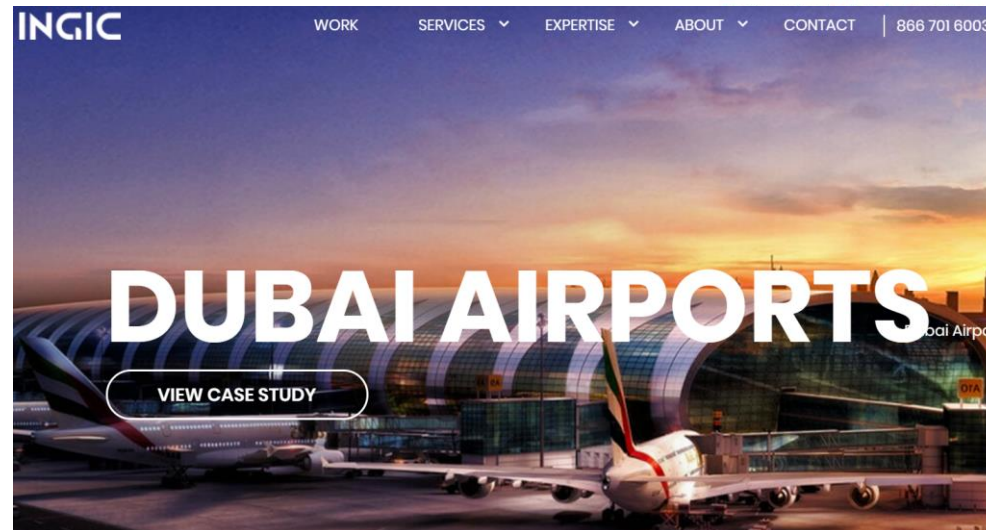 INGIC WORK SERVICES EXPERTISE ABOUT CONTACT 866 701 6003
DUBAI AIRPORTS
VIEW CASE STUDY